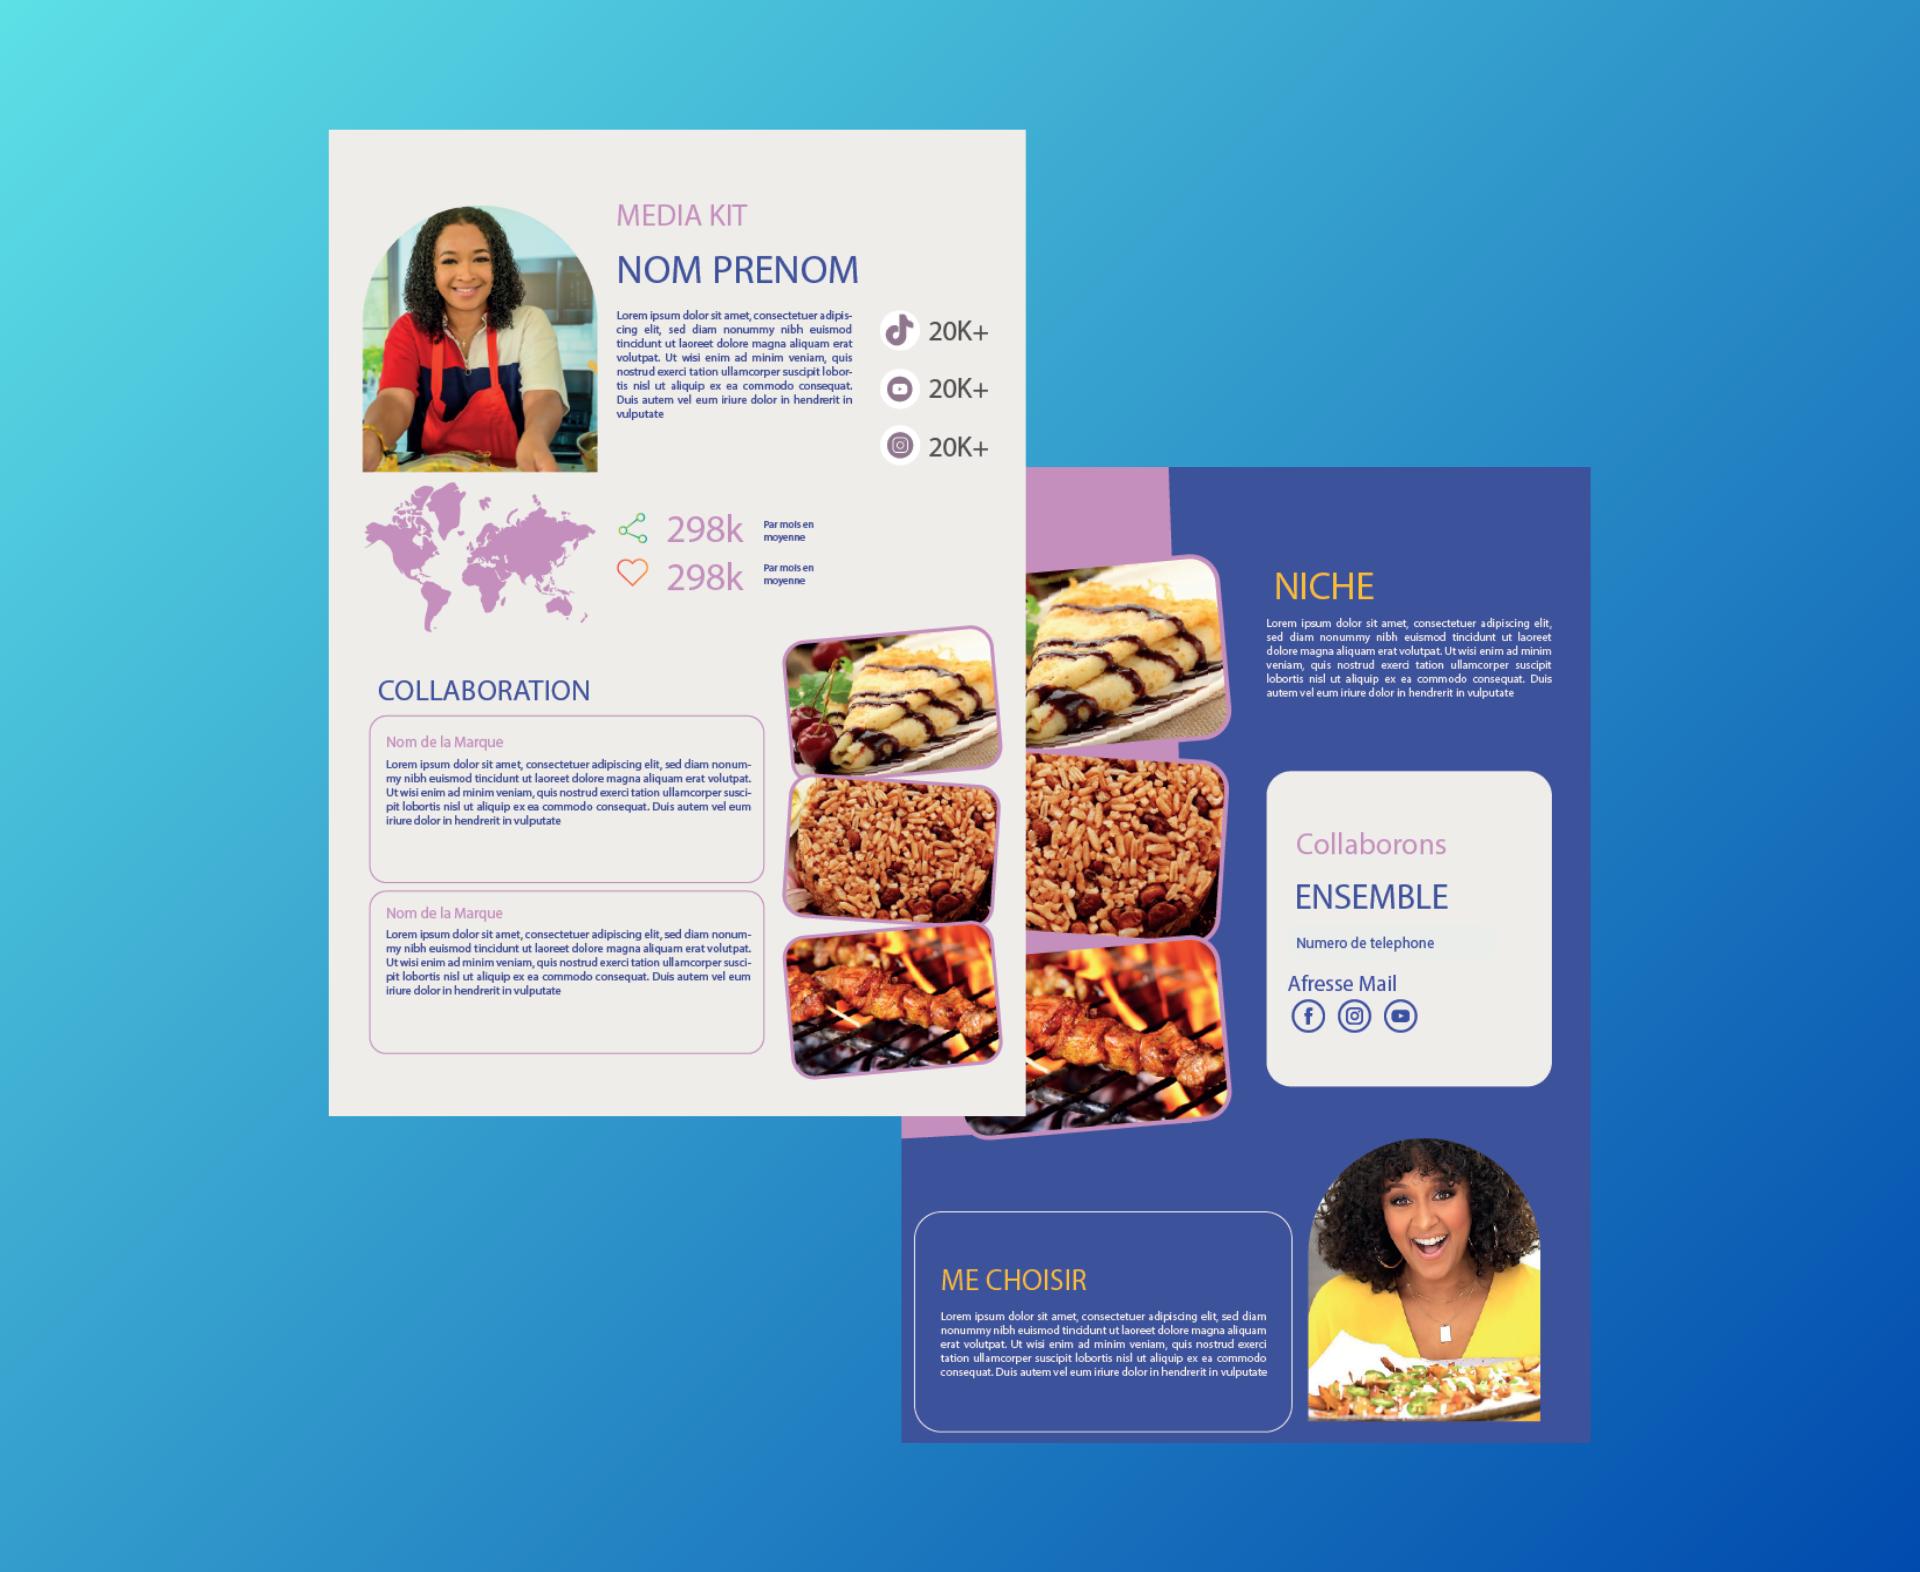 MEDIA KIT
NOM PRENOM
Lorem ipsum dolor sit amet, consectetuer adipis-
cing elit, sed diam nonummy nibh euismod
tincidunt ut laoreet dolore magna aliquam erat
volutpat. Ut wisi enim ad minim veniam, quis
nostrud exerci tation ullamcorper suscipit lobor-
tis nisl ut aliquip ex ea commodo consequat.
Duis autem vel eum iriure dolor in hendrerit in
vulputate
20K+
20K+
20K+
298k
Par mois en
moyenne
298k
Par mois en
moyenne
COLLABORATION
Nom de la Marque
Lorem ipsum dolor sit amet, consectetuer adipiscing elit, sed diam nonum-
my nibh euismod tincidunt ut laoreet dolore magna aliquam erat volutpat.
Ut wisi enim ad minim veniam, quis nostrud exerci tation ullamcorper susci-
pit lobortis nisl ut aliquip ex ea commodo consequat. Duis autem vel eum
iriure dolor in hendrerit in vulputate
Nom de la Marque
Lorem ipsum dolor sit amet, consectetuer adipiscing elit, sed diam nonum-
my nibh euismod tincidunt ut laoreet dolore magna aliquam erat volutpat.
Ut wisi enim ad minim veniam, quis nostrud exerci tation ullamcorper susci-
pit lobortis nisl ut aliquip ex ea commodo consequat. Duis autem vel eum
iriure dolor in hendrerit in vulputate
NICHE
Lorem ipsum dolor sit amet, consectetuer adipiscing elit,
sed diam nonummy nibh euismod tincidunt ut laoreet
dolore magna aliquam erat volutpat. Ut wisi enim ad minim
veniam, quis nostrud exerci tation ullamcorper suscipit
lobortis nisl ut aliquip ex ea commodo consequat. Duis
autem vel eum iriure dolor in hendrerit in vulputate
Collaborons
ENSEMBLE
Numero de telephone
Afresse Mail
ME CHOISIR
Lorem ipsum dolor sit amet, consectetuer adipiscing elit, sed diam
nonummy nibh euismod tincidunt ut laoreet dolore magna aliquam
erat volutpat. Ut wisi enim ad minim veniam, quis nostrud exerci
tation ullamcorper suscipit lobortis nisl ut aliquip ex ea commodo
consequat. Duis autem vel eum iriure dolor in hendrerit in vulputate